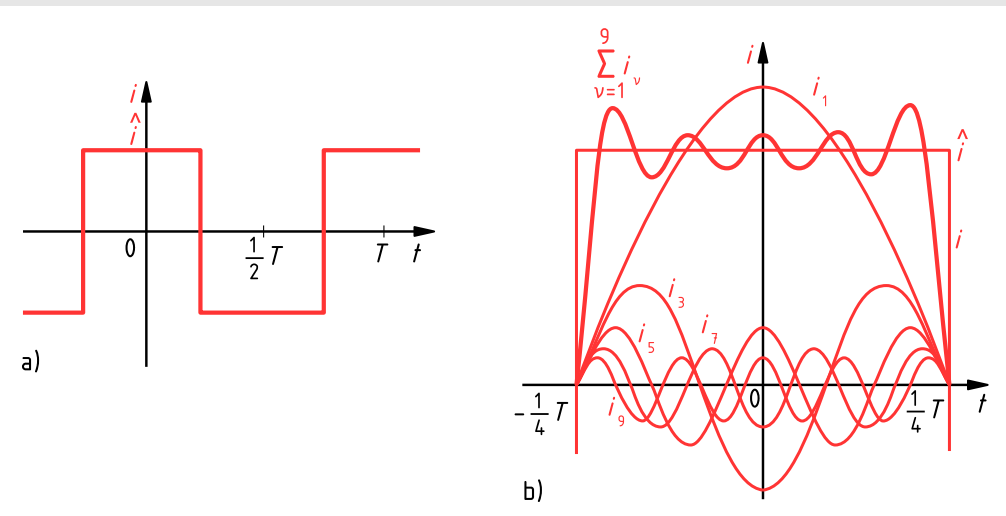 i
î
0
1/2 T
T
t
a)
9
∑ i_ν
ν=1
i
i_1
î
i
i_3
i_5
i_7
i_9
-1/4 T
0
1/4 T
t
b)